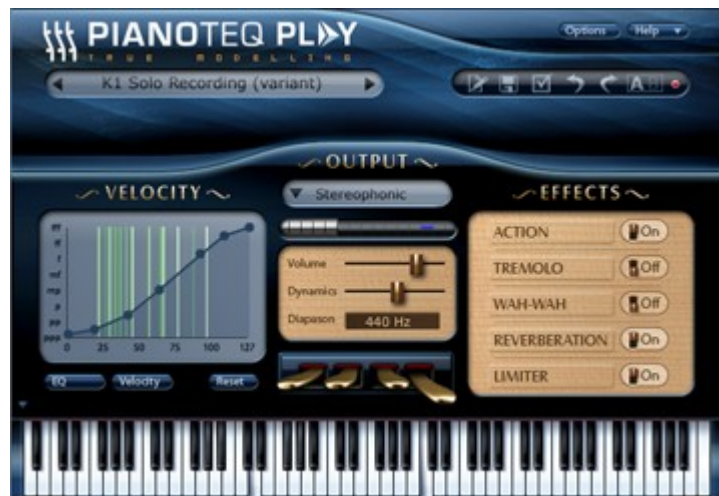 PIANOTEQ PLAY
TRUE MODELLING
Options Help
K1 Solo Recording (variant)
A
OUTPUT
VELOCITY
EFFECTS
Stereophonic
ff
f
mf
mp
p
pp
ppp
0 25 50 75 100 127
EQ Velocity Reset
Volume
Dynamics
Diapason 440 Hz
ACTION On
TREMOLO Off
WAH-WAH Off
REVERBERATION On
LIMITER On